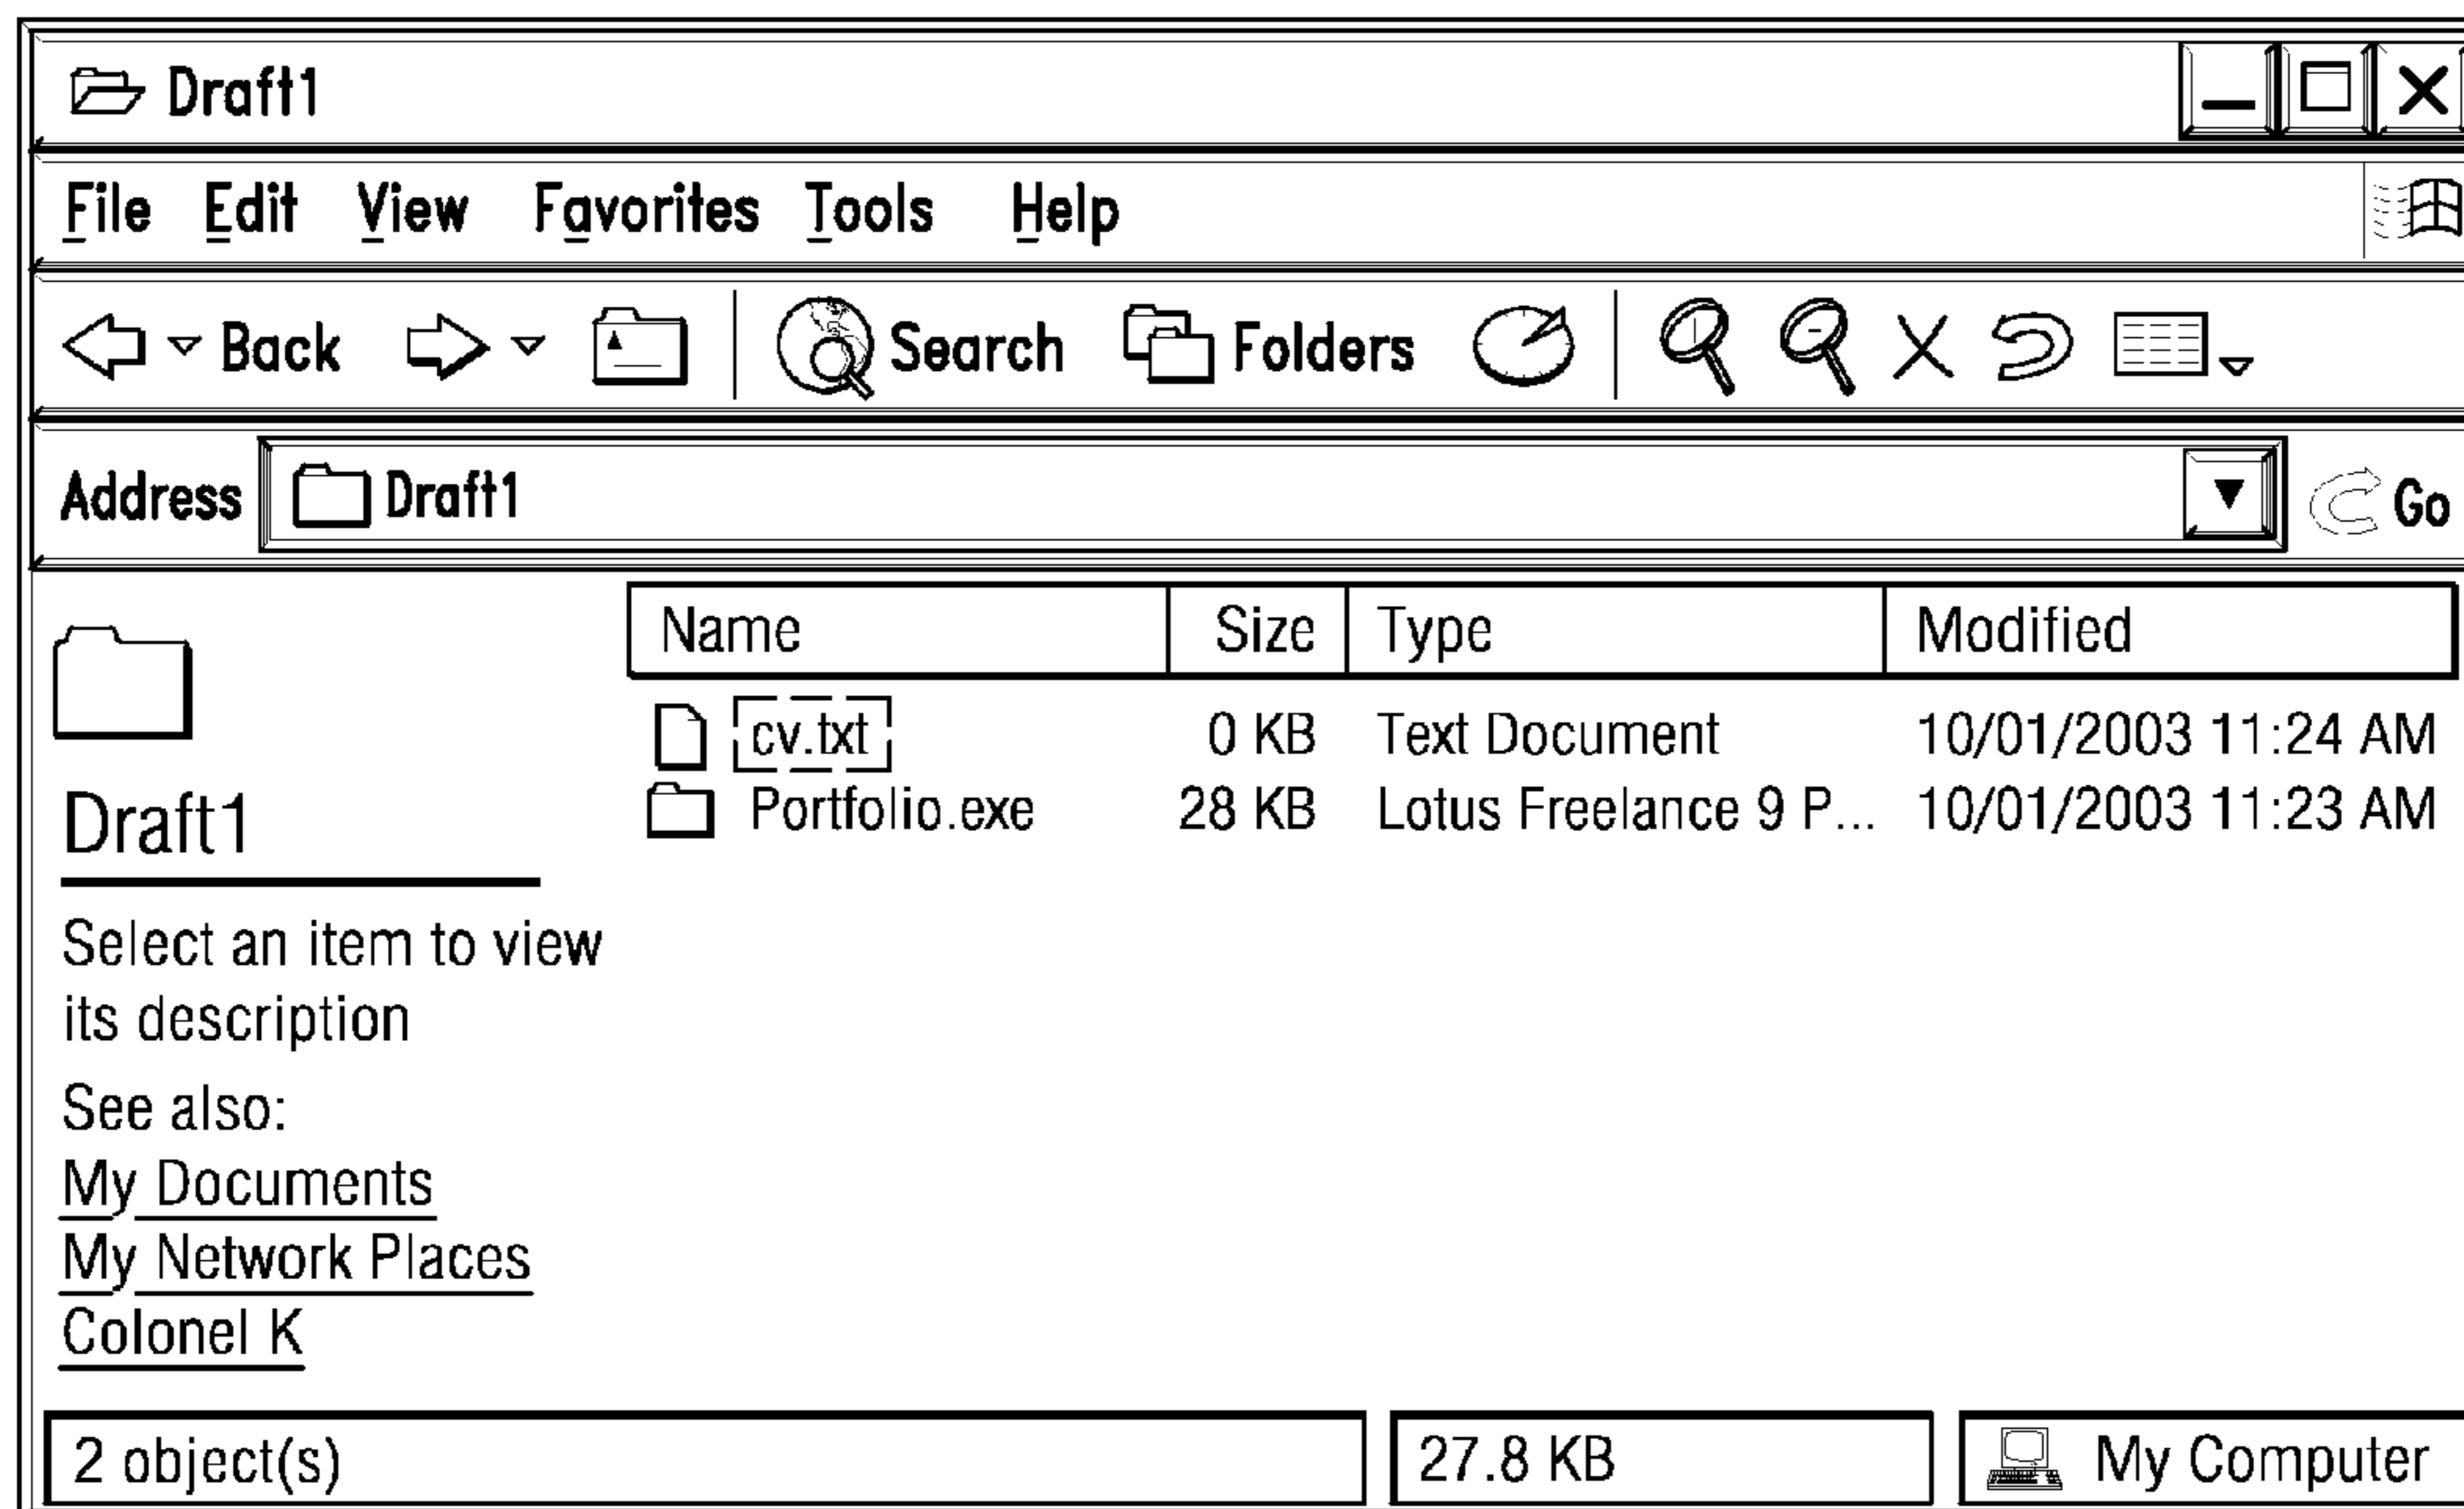 Draft1
File Edit View Favorites Tools Help
Back Search Folders
Address Draft1 Go
Name Size Type Modified
cv.txt 0 KB Text Document 10/01/2003 11:24 AM
Portfolio.exe 28 KB Lotus Freelance 9 P... 10/01/2003 11:23 AM
Draft1
Select an item to view
its description
See also:
My Documents
My Network Places
Colonel K
2 object(s) 27.8 KB My Computer